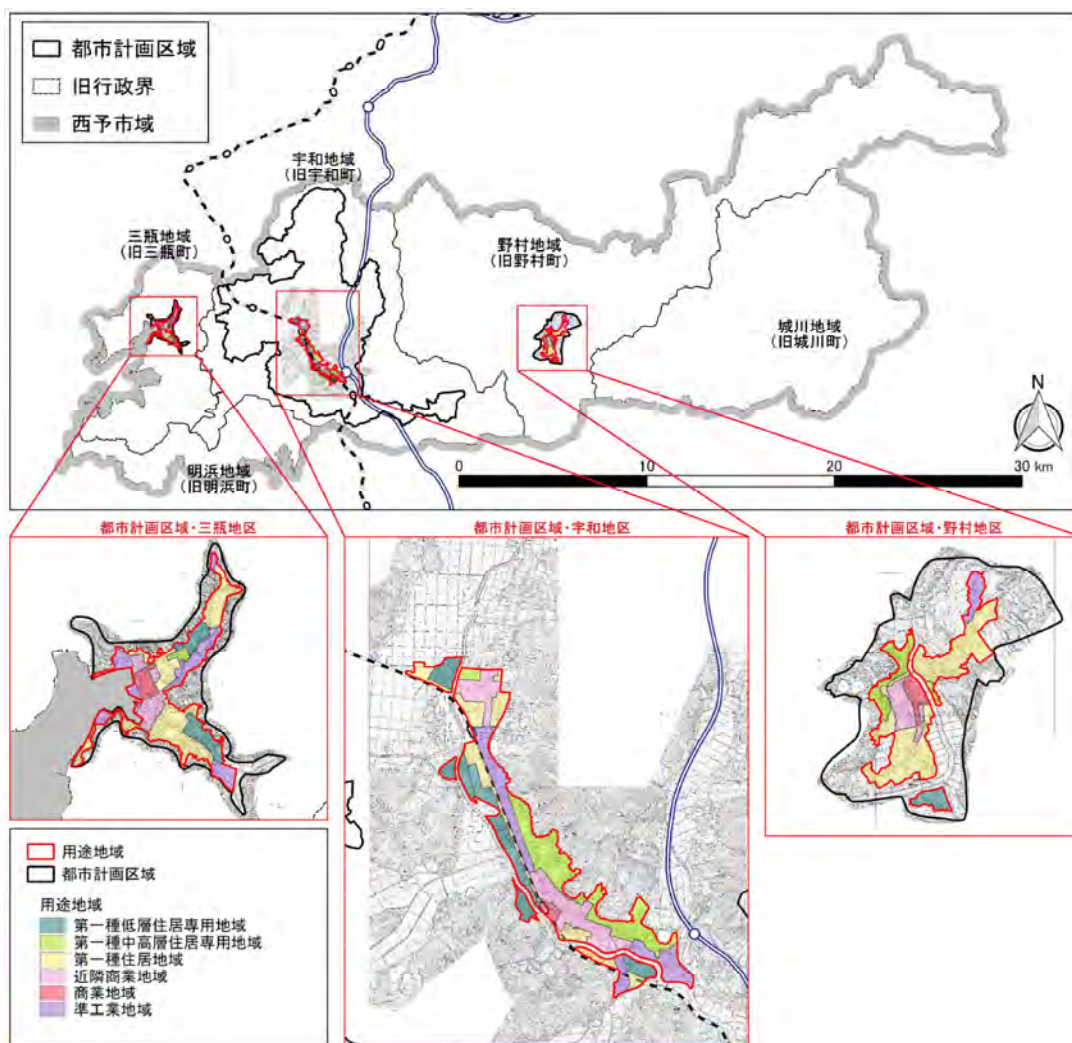 都市計画区域
旧行政界
西予市域
宇和地域
(旧宇和町)
三瓶地域
(旧三瓶町)
野村地域
(旧野村町)
城川地域
(旧城川町)
明浜地域
(旧明浜町)
N
0 10 20 30 km
都市計画区域・三瓶地区
都市計画区域・宇和地区
都市計画区域・野村地区
用途地域
都市計画区域
用途地域
第一種低層住居専用地域
第一種中高層住居専用地域
第一種住居地域
近隣商業地域
商業地域
準工業地域